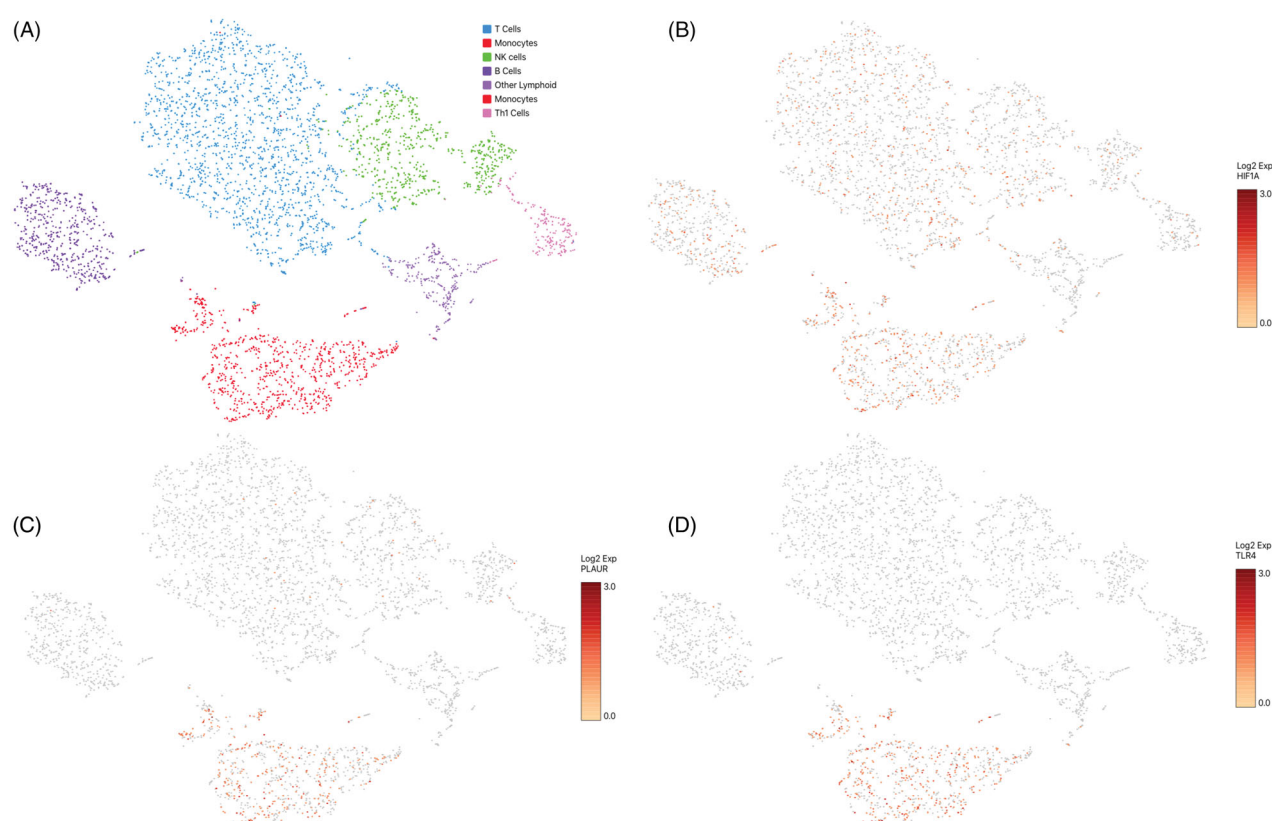 (A)
T Cells
Monocytes
NK cells
B Cells
Other Lymphoid
Monocytes
Th1 Cells
(B)
Log2 Exp
HIF1A
3.0
0.0
(C)
Log2 Exp
PLAUR
3.0
0.0
(D)
Log2 Exp
TLR4
3.0
0.0